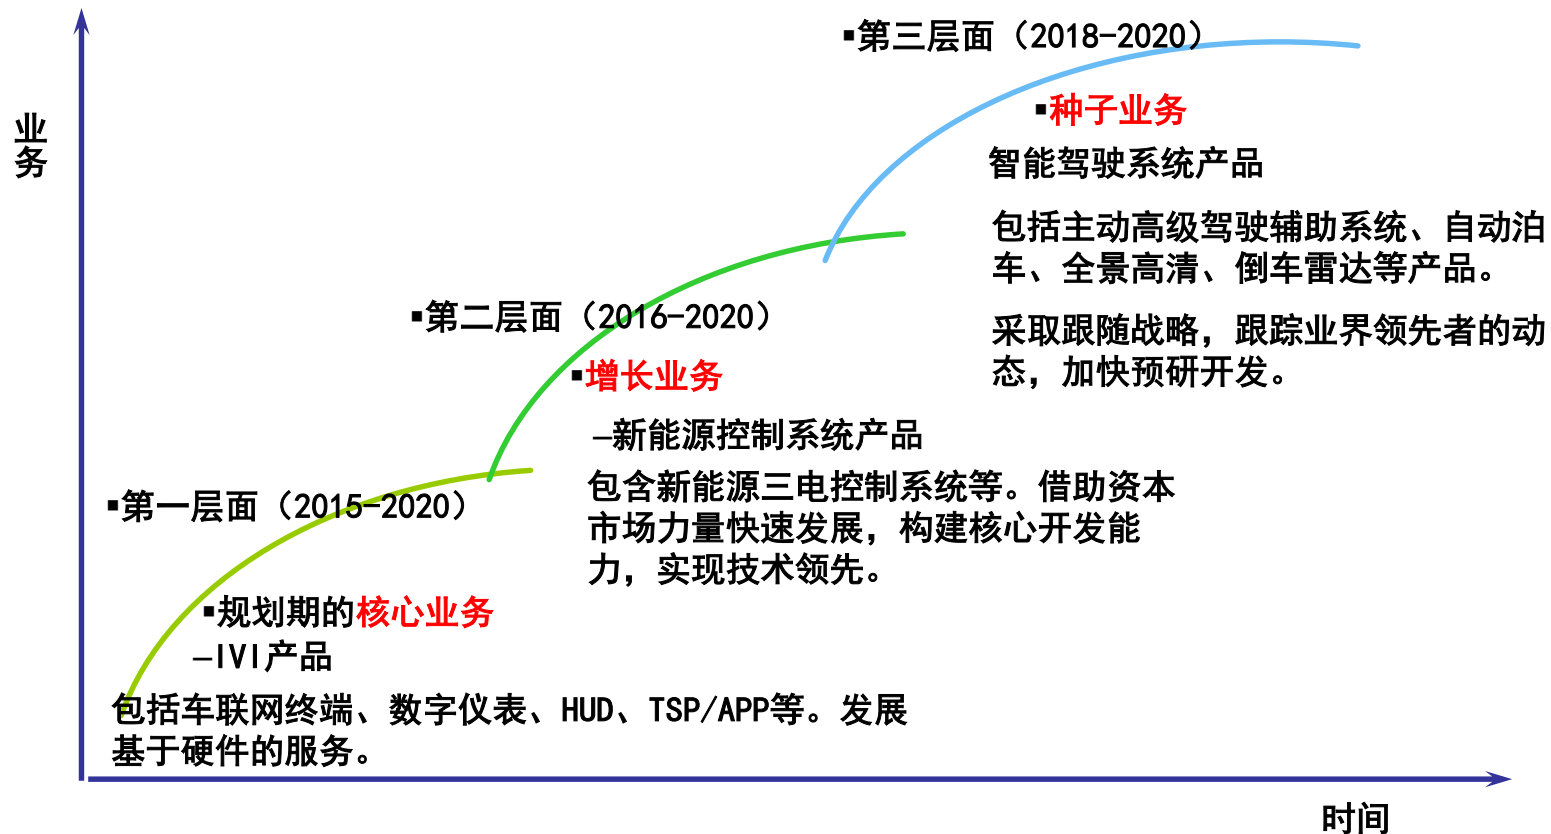 业
务
▪第三层面（2018-2020）
▪种子业务
智能驾驶系统产品
包括主动高级驾驶辅助系统、自动泊
车、全景高清、倒车雷达等产品。
采取跟随战略，跟踪业界领先者的动
态，加快预研开发。
▪第二层面（2016-2020）
▪增长业务
–新能源控制系统产品
包含新能源三电控制系统等。借助资本
市场力量快速发展，构建核心开发能
力，实现技术领先。
▪第一层面（2015-2020）
▪规划期的核心业务
–IVI产品
包括车联网终端、数字仪表、HUD、TSP/APP等。发展
基于硬件的服务。
时间